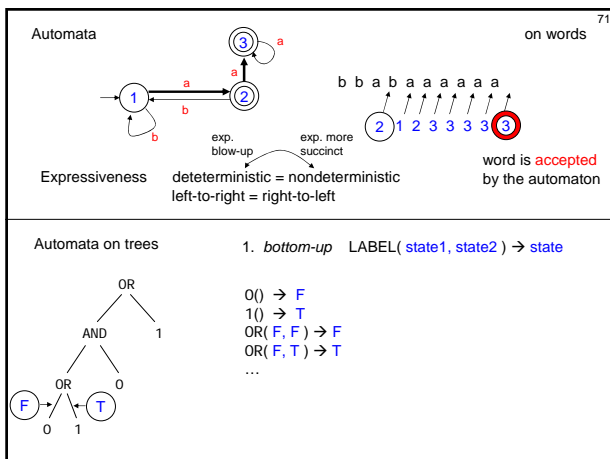 71
Automata
on words
3
a
a
1
a
2
b
b
b b a b a a a a a a
2 1 2 3 3 3 3 3
exp. blow-up
exp. more succinct
word is accepted
by the automaton
Expressiveness
deteterministic = nondeterministic
left-to-right = right-to-left
Automata on trees
1. bottom-up LABEL( state1, state2 ) → state
OR
AND 1
OR 0
F T
0 1
0() → F
1() → T
OR( F, F ) → F
OR( F, T ) → T
…